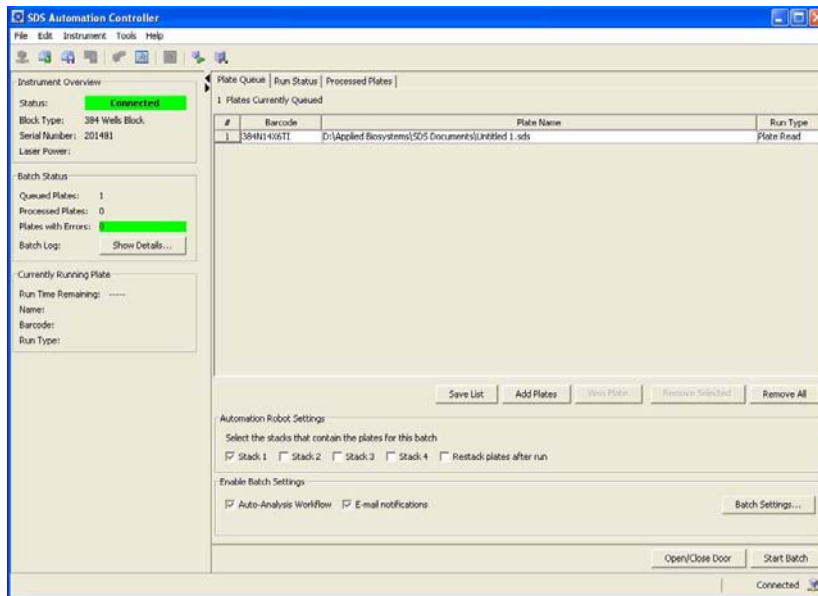 SDS Automation Controller
File Edit Instrument Tools Help
Instrument Overview
Status: Connected
Block Type: 384 Wells Block
Serial Number: 201481
Laser Power:
Batch Status
Queued Plates: 1
Processed Plates: 0
Plates with Errors: 0
Batch Log: Show Details...
Currently Running Plate
Run Time Remaining: -----
Name:
Barcode:
Run Type:
Plate Queue Run Status Processed Plates
1 Plates Currently Queued
# Barcode Plate Name Run Type
1 384N14X6TI D:\Applied Biosystems\SDS Documents\Untitled 1.sds Plate Read
Save List Add Plates View Plate Remove Selected Remove All
Automation Robot Settings
Select the stacks that contain the plates for this batch
Stack 1 Stack 2 Stack 3 Stack 4 Restack plates after run
Enable Batch Settings
Auto-Analysis Workflow E-mail notifications Batch Settings...
Open/Close Door Start Batch
Connected